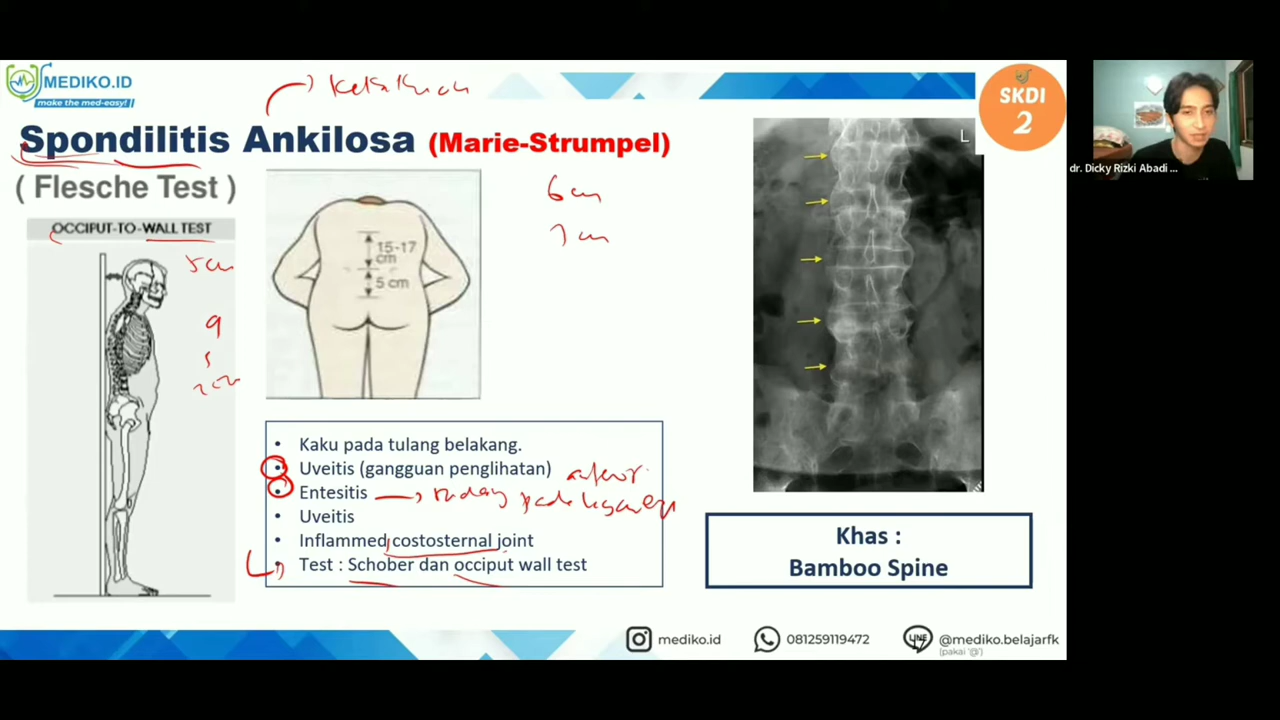 MEDIKO.ID
make the med-easy!
Spondilitis Ankilosa (Marie-Strumpel)
( Flesche Test )
OCCIPUT-TO-WALL TEST
5cm
9
6 cm
7 cm
15-17
cm
5 cm
L
SKDI
2
dr. Dicky Rizki Abadi ...
• Kaku pada tulang belakang.
• Uveitis (gangguan penglihatan)
• Entesitis
• Uveitis
• Inflammed costosternal joint
• Test : Schober dan occiput wall test
Khas :
Bamboo Spine
mediko.id
081259119472
LINE
@mediko.belajarfk
(pakai '@')